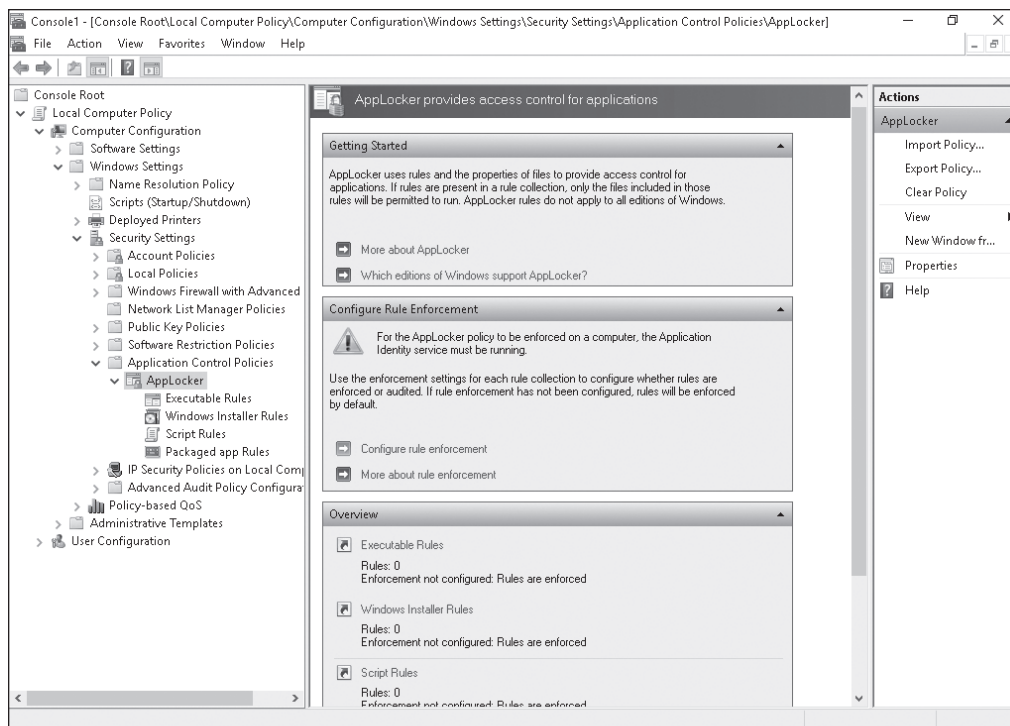 Console1 - [Console Root\Local Computer Policy\Computer Configuration\Windows Settings\Security Settings\Application Control Policies\AppLocker]
File Action View Favorites Window Help
Console Root
Local Computer Policy
Computer Configuration
Software Settings
Windows Settings
Name Resolution Policy
Scripts (Startup/Shutdown)
Deployed Printers
Security Settings
Account Policies
Local Policies
Windows Firewall with Advanced
Network List Manager Policies
Public Key Policies
Software Restriction Policies
Application Control Policies
AppLocker
Executable Rules
Windows Installer Rules
Script Rules
Packaged app Rules
IP Security Policies on Local Comp
Advanced Audit Policy Configura
Policy-based QoS
Administrative Templates
User Configuration
AppLocker provides access control for applications
Getting Started
AppLocker uses rules and the properties of files to provide access control for
applications. If rules are present in a rule collection, only the files included in those
rules will be permitted to run. AppLocker rules do not apply to all editions of Windows.
More about AppLocker
Which editions of Windows support AppLocker?
Configure Rule Enforcement
For the AppLocker policy to be enforced on a computer, the Application
Identity service must be running.
Use the enforcement settings for each rule collection to configure whether rules are
enforced or audited. If rule enforcement has not been configured, rules will be enforced
by default.
Configure rule enforcement
More about rule enforcement
Overview
Executable Rules
Rules: 0
Enforcement not configured: Rules are enforced
Windows Installer Rules
Rules: 0
Enforcement not configured: Rules are enforced
Script Rules
Rules: 0
Enforcement not configured: Rules are enforced
Actions
AppLocker
Import Policy...
Export Policy...
Clear Policy
View
New Window fr...
Properties
Help